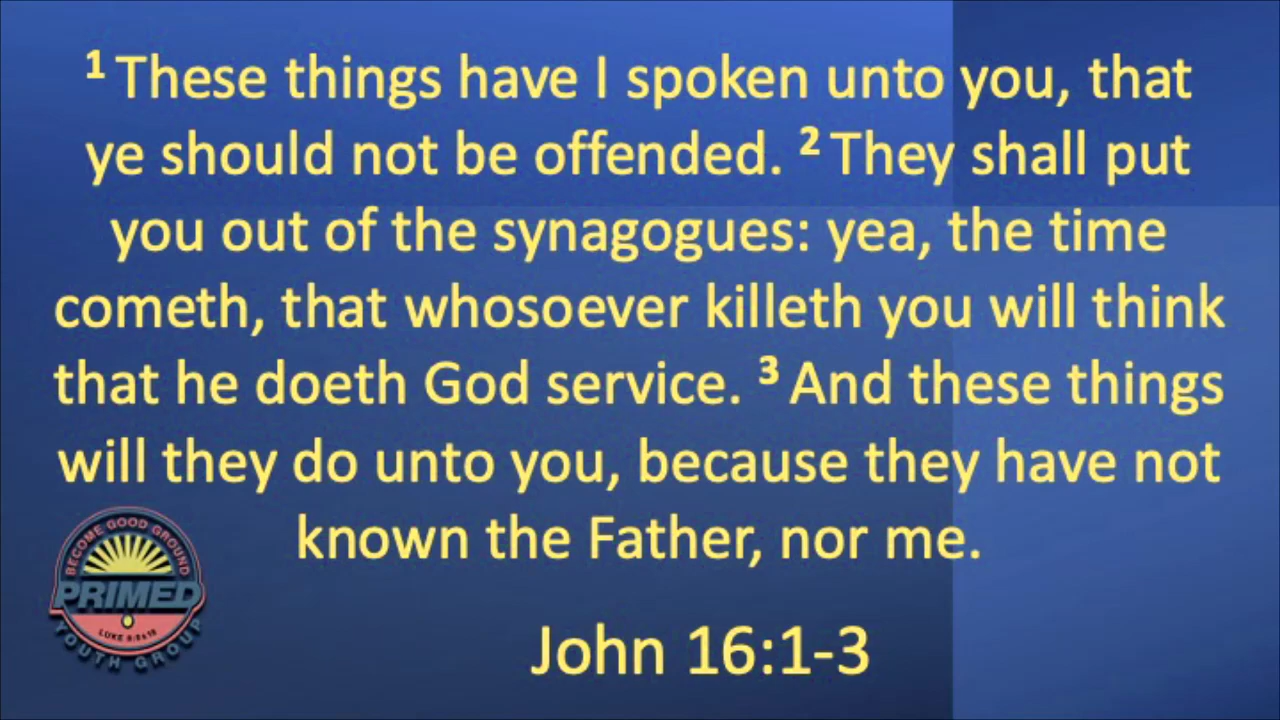 1 These things have I spoken unto you, that
ye should not be offended. 2 They shall put
you out of the synagogues: yea, the time
cometh, that whosoever killeth you will think
that he doeth God service. 3 And these things
will they do unto you, because they have not
known the Father, nor me.
John 16:1-3
BECOME GOOD GROUND
PRIMED
LUKE
YOUTH GROUP